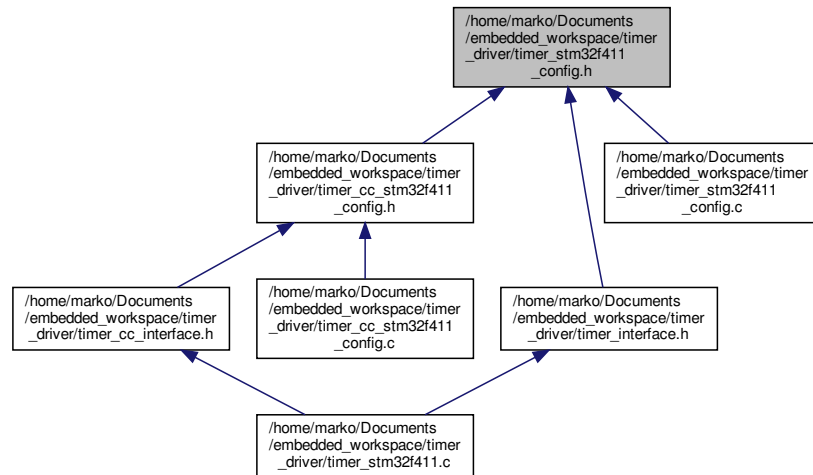 /home/marko/Documents
/embedded_workspace/timer
_driver/timer_stm32f411
_config.h
/home/marko/Documents
/embedded_workspace/timer
_driver/timer_cc_stm32f411
_config.h
/home/marko/Documents
/embedded_workspace/timer
_driver/timer_stm32f411
_config.c
/home/marko/Documents
/embedded_workspace/timer
_driver/timer_cc_interface.h
/home/marko/Documents
/embedded_workspace/timer
_driver/timer_cc_stm32f411
_config.c
/home/marko/Documents
/embedded_workspace/timer
_driver/timer_interface.h
/home/marko/Documents
/embedded_workspace/timer
_driver/timer_stm32f411.c